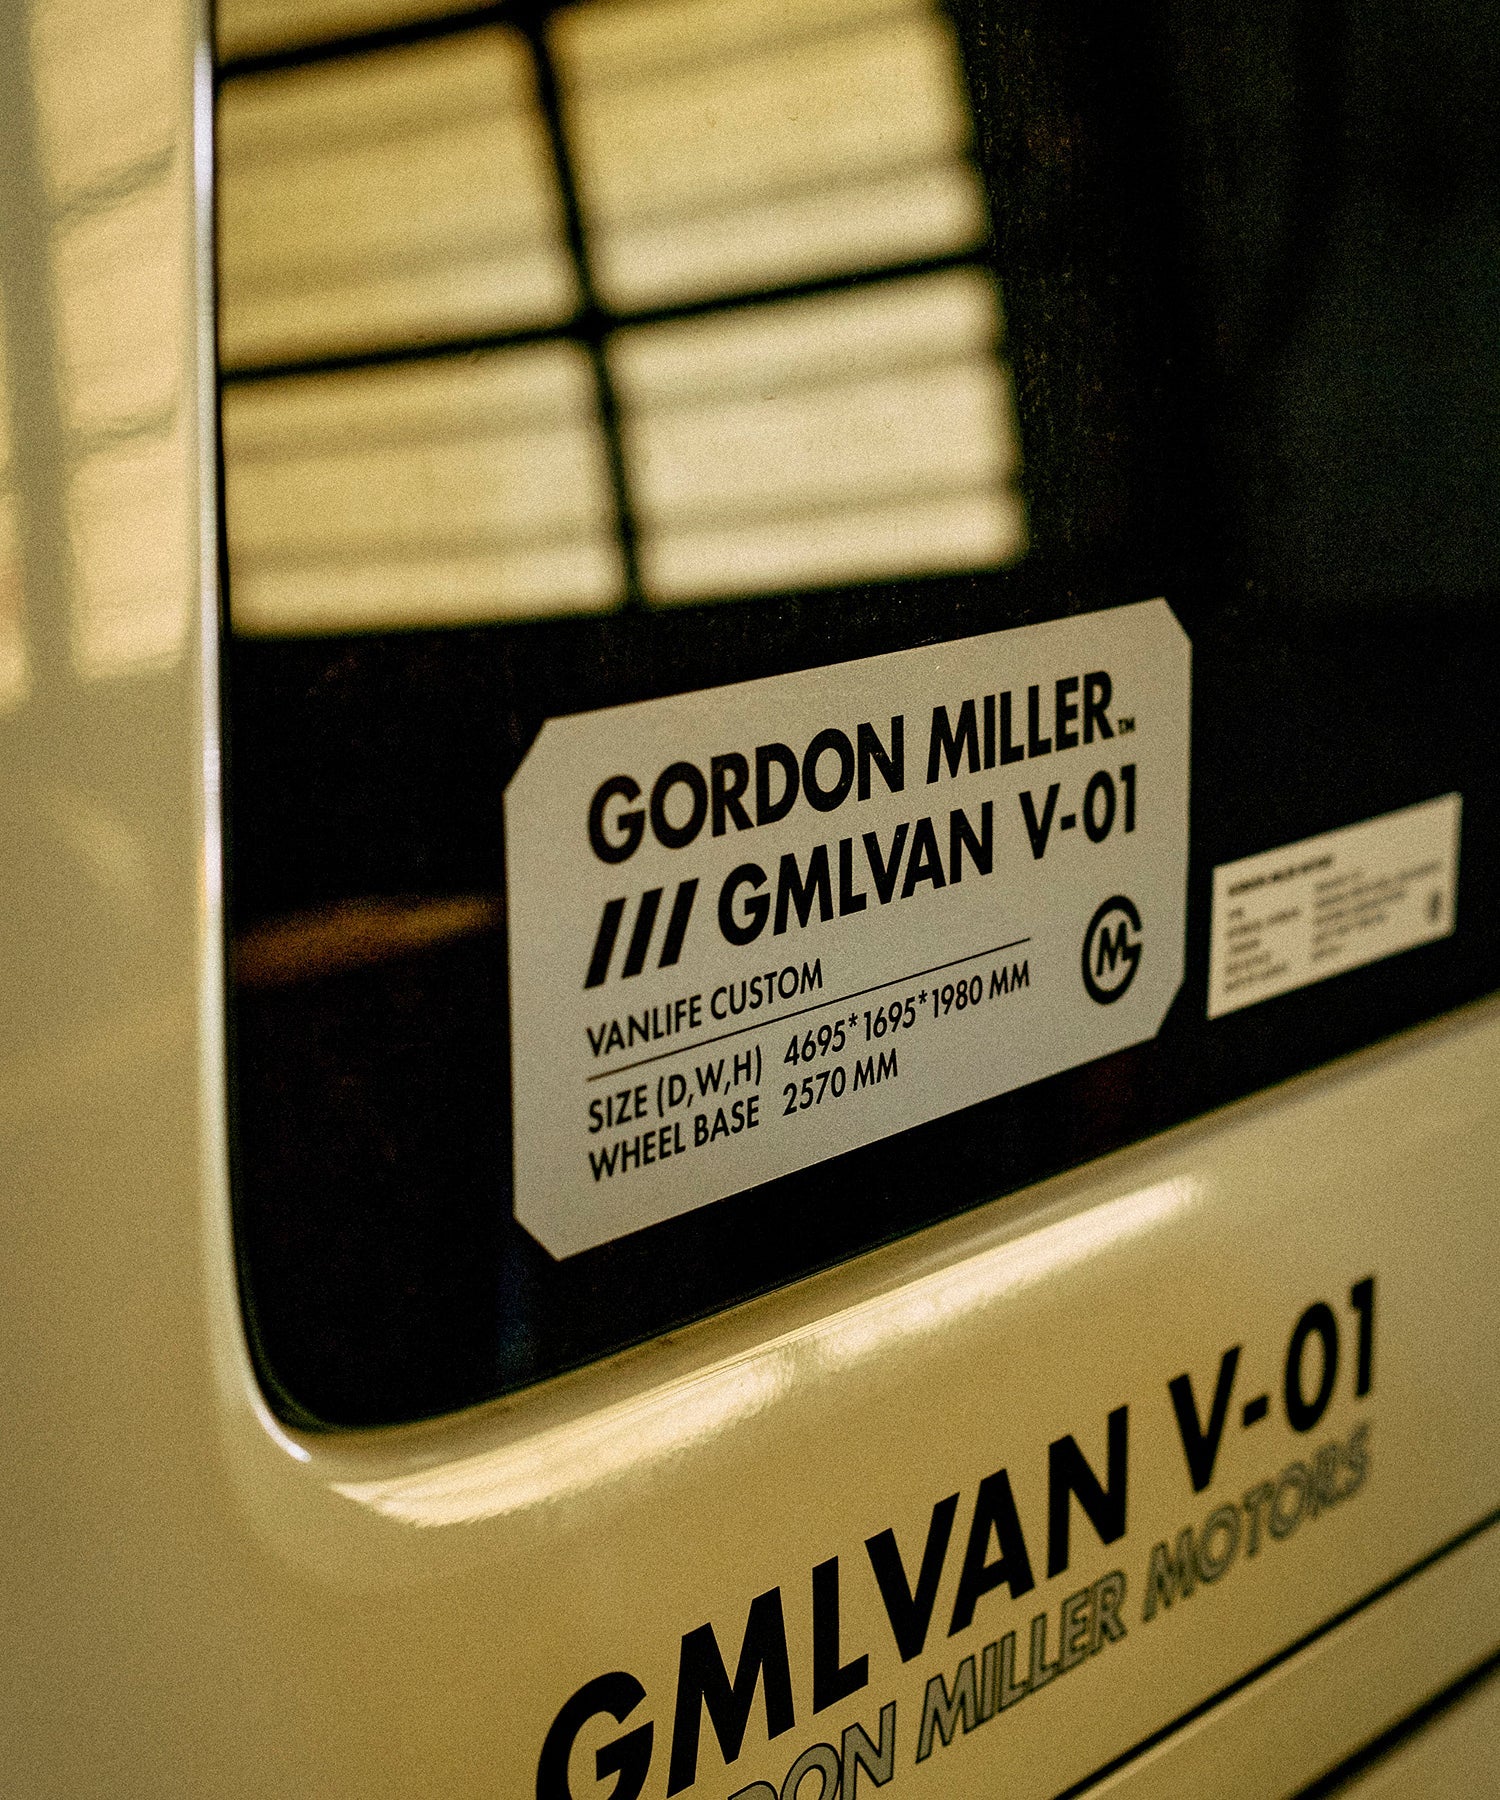 GORDON MILLER™
/// GMLVAN V-01
VANLIFE CUSTOM
GM
SIZE (D,W,H) 4695*1695*1980 MM
WHEEL BASE 2570 MM
GMLVAN V-01
MILLER MOTORS